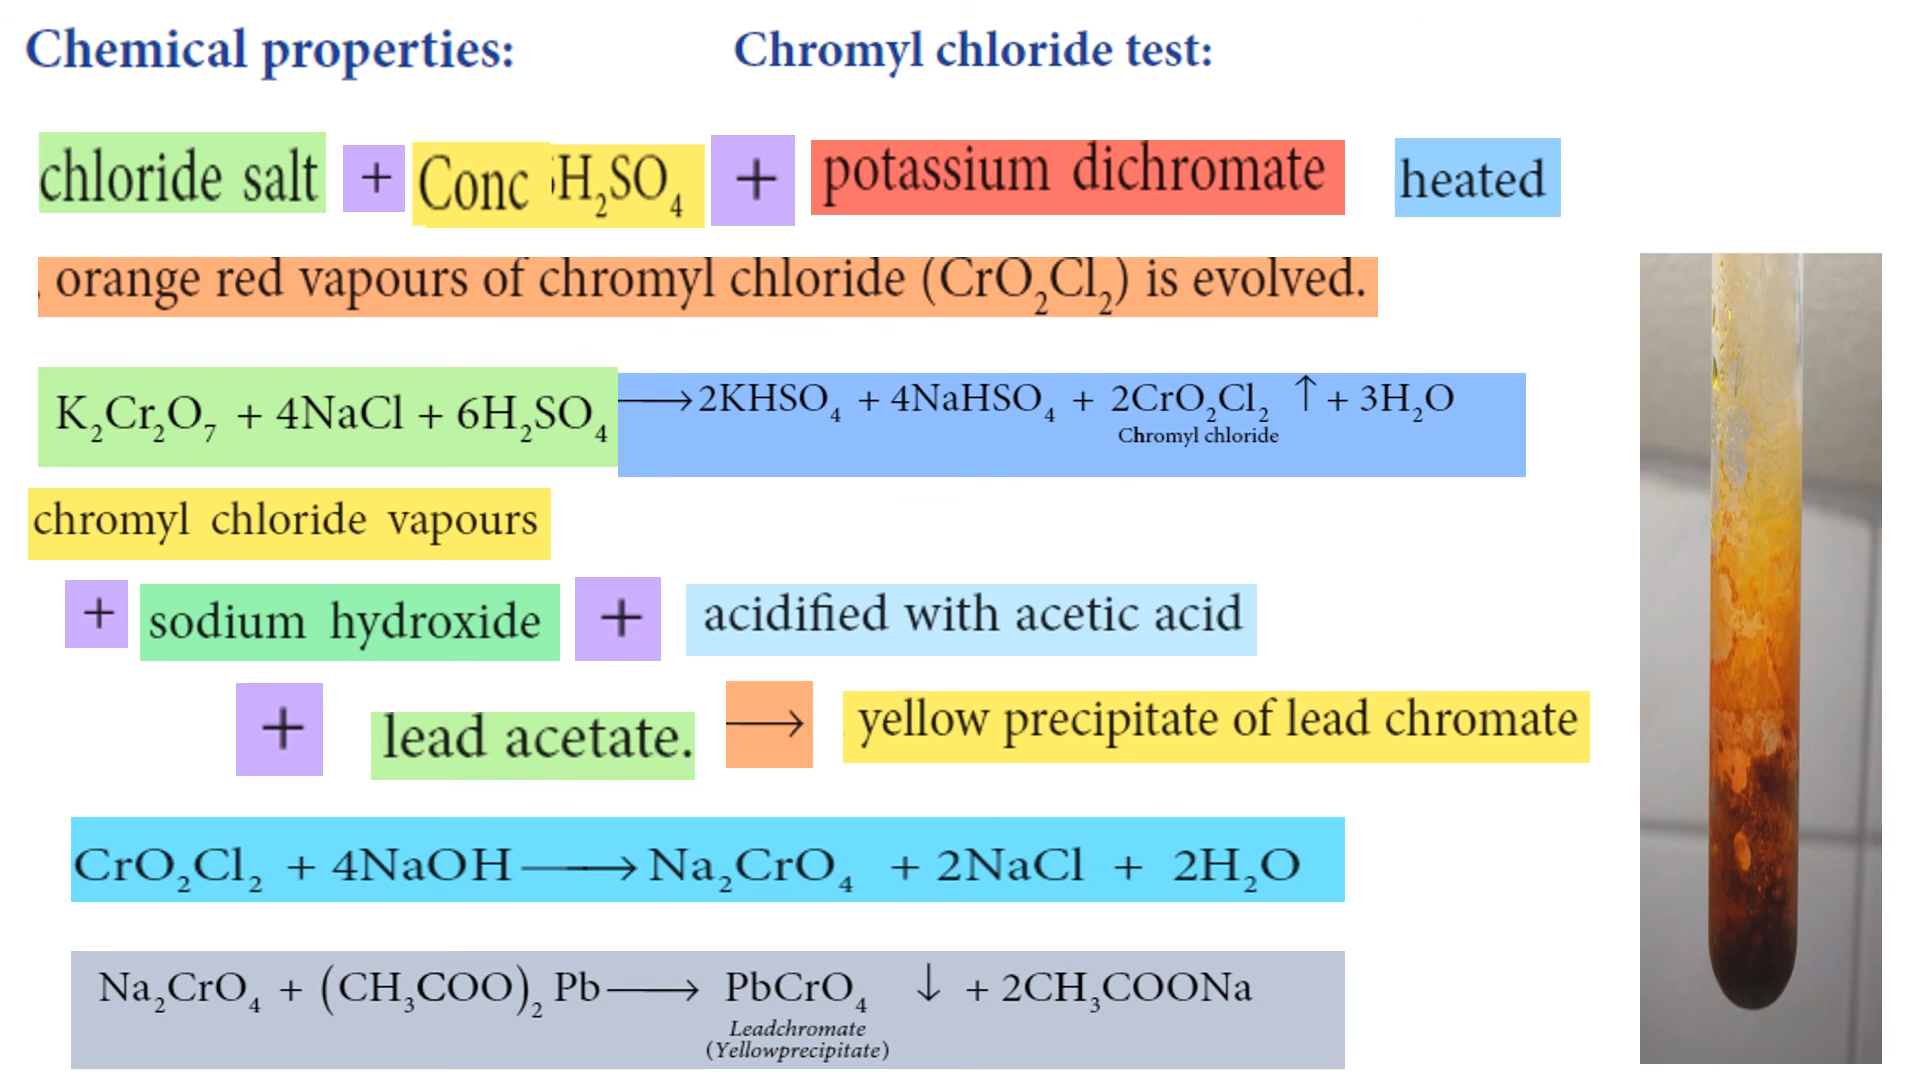 Chemical properties: Chromyl chloride test:
chloride salt + Conc H₂SO₄ + potassium dichromate heated
orange red vapours of chromyl chloride (CrO₂Cl₂) is evolved.
K₂Cr₂O₇ + 4NaCl + 6H₂SO₄ ⟶ 2KHSO₄ + 4NaHSO₄ + 2CrO₂Cl₂ ↑ + 3H₂O
Chromyl chloride
chromyl chloride vapours
+ sodium hydroxide + acidified with acetic acid
+ lead acetate. ⟶ yellow precipitate of lead chromate
CrO₂Cl₂ + 4NaOH ⟶ Na₂CrO₄ + 2NaCl + 2H₂O
Na₂CrO₄ + (CH₃COO)₂ Pb ⟶ PbCrO₄ ↓ + 2CH₃COONa
Leadchromate
(Yellowprecipitate)